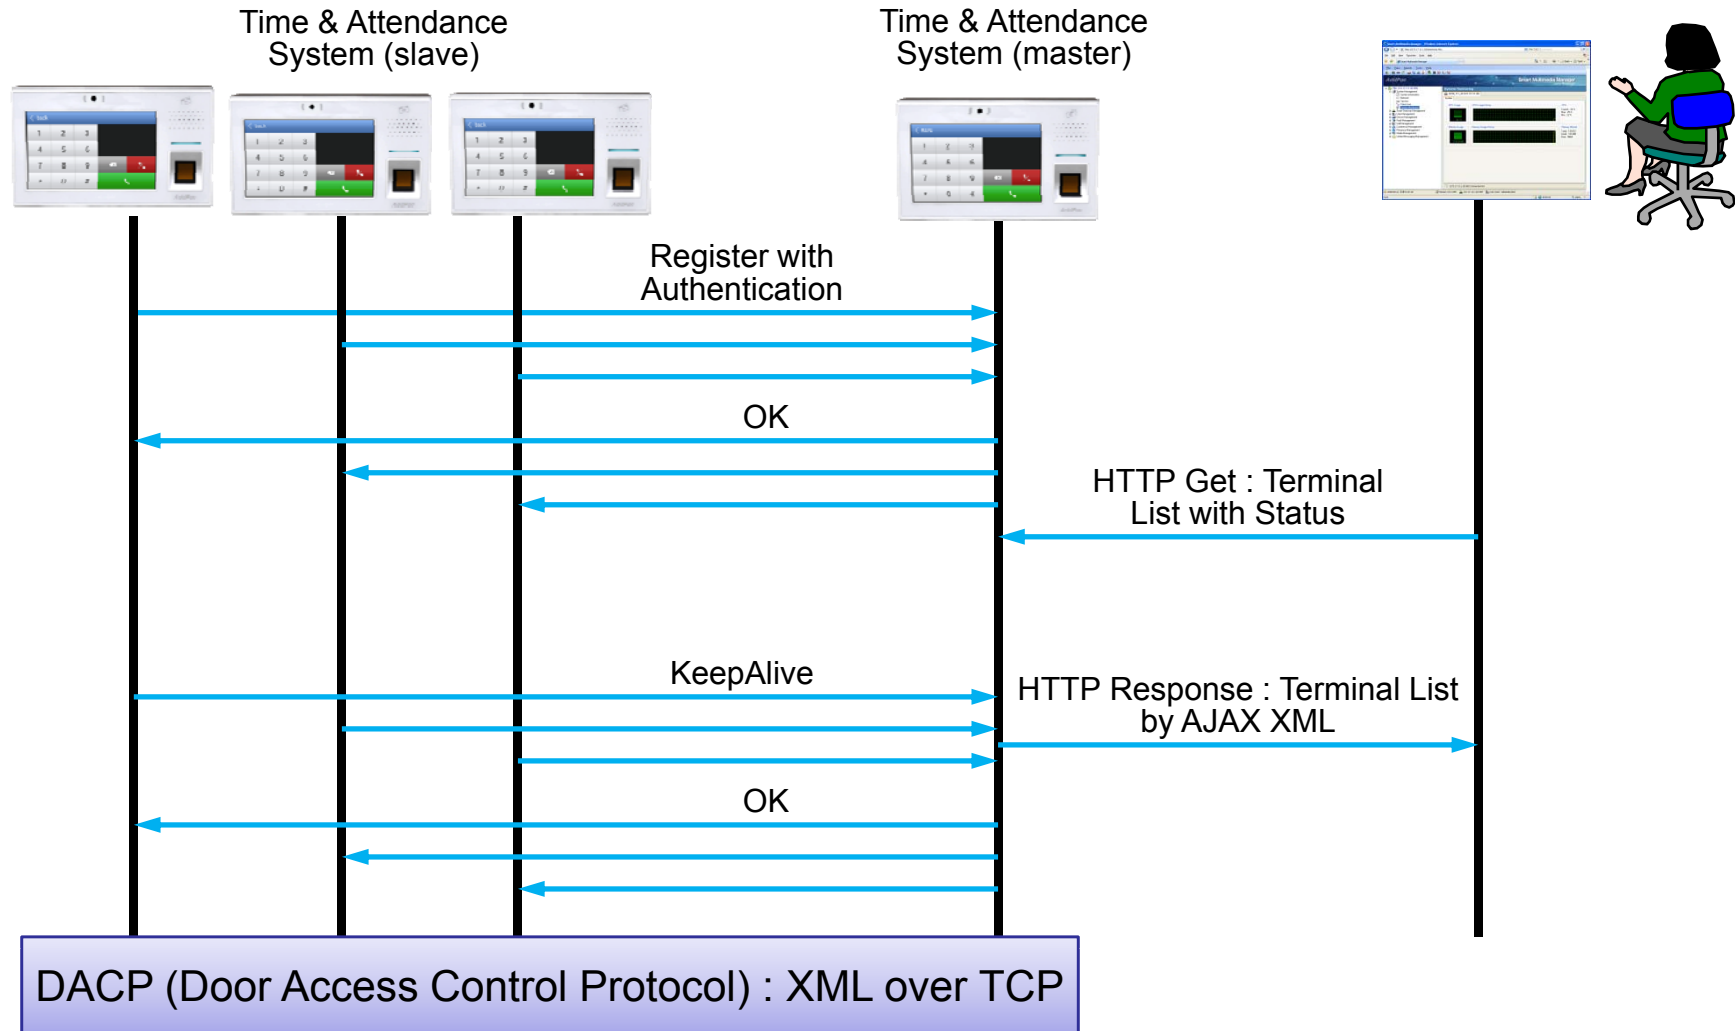 Time & Attendance
System (slave)
Time & Attendance
System (master)
Register with
Authentication
OK
HTTP Get : Terminal
List with Status
KeepAlive
HTTP Response : Terminal List
by AJAX XML
OK
DACP (Door Access Control Protocol) : XML over TCP